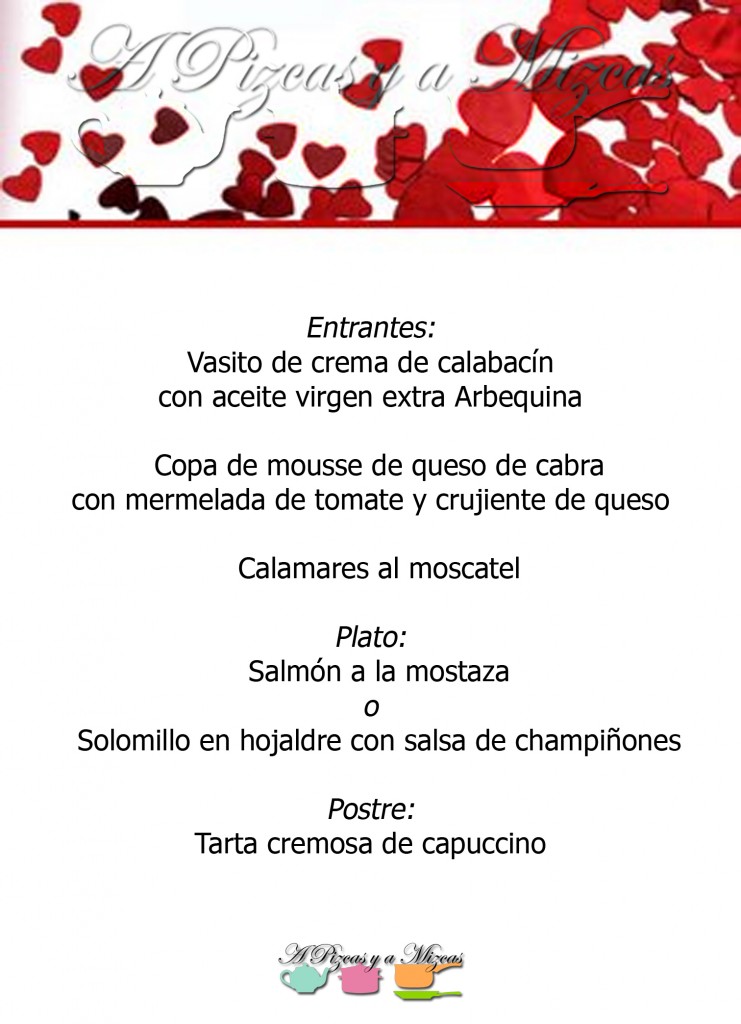 A Pizcas y a Mizcas
Entrantes:
Vasito de crema de calabacín
con aceite virgen extra Arbequina
Copa de mousse de queso de cabra
con mermelada de tomate y crujiente de queso
Calamares al moscatel
Plato:
Salmón a la mostaza
o
Solomillo en hojaldre con salsa de champiñones
Postre:
Tarta cremosa de capuccino
A Pizcas y a Mizcas